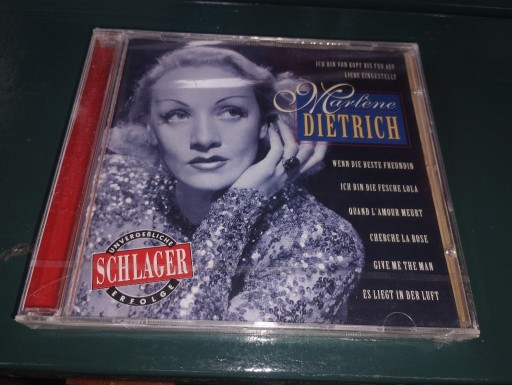 ICH BIN VON KOPF BIS FUß AUF
LIEBE EINGESTELLT
Marlene
DIETRICH
WENN DIE BESTE FREUNDIN
ICH BIN DIE FESCHE LOLA
QUAND L'AMOUR MEURT
CHERCHE LA ROSE
GIVE ME THE MAN
ES LIEGT IN DER LUFT
UNVERGEßLICHE
SCHLAGER
ERFOLGE